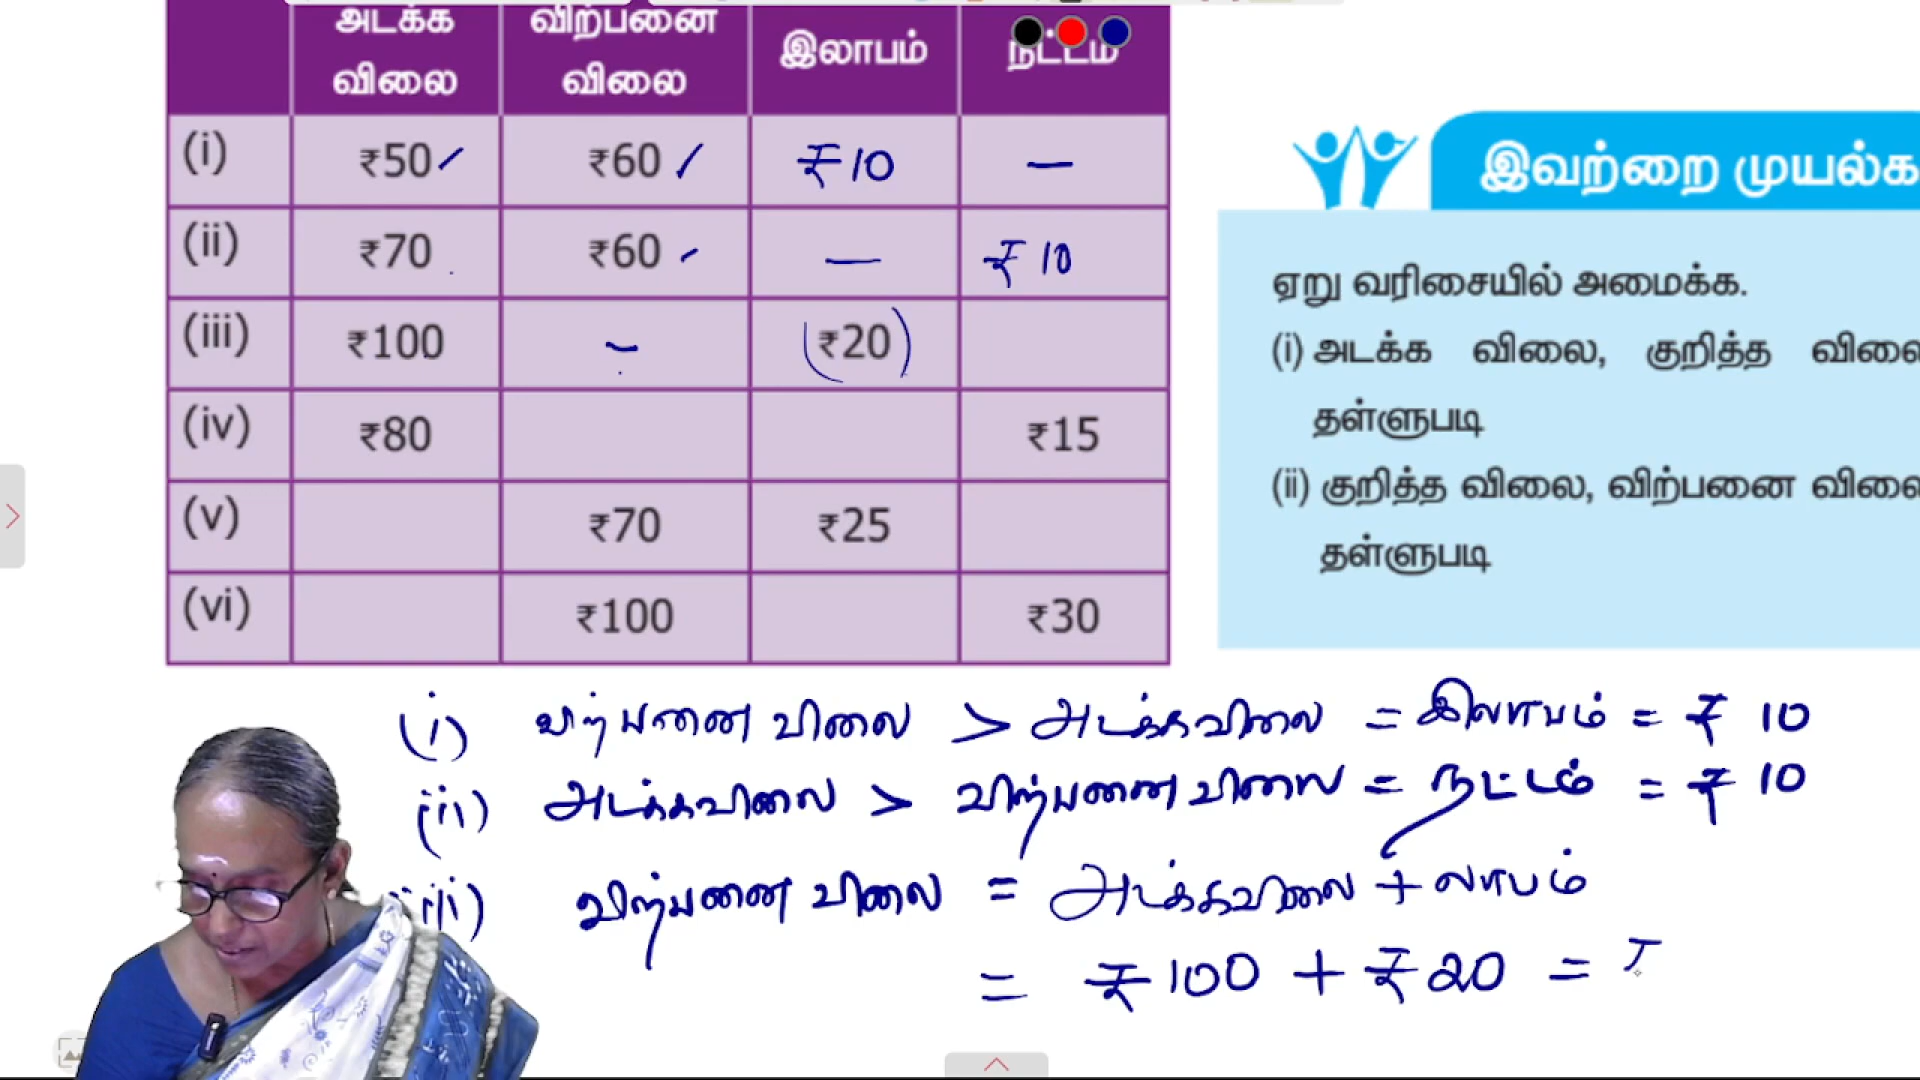 அடக்க விலை விற்பனை விலை இலாபம் நட்டம்
(i) ₹50 ✓ ₹60 ✓ ₹10 —
(ii) ₹70 ₹60 ✓ — ₹10
(iii) ₹100 - (₹20)
(iv) ₹80 ₹15
(v) ₹70 ₹25
(vi) ₹100 ₹30
இவற்றை முயல்க
ஏறு வரிசையில் அமைக்க.
(i) அடக்க விலை, குறித்த விலை
தள்ளுபடி
(ii) குறித்த விலை, விற்பனை விலை
தள்ளுபடி
(i) விற்பனை விலை > அடக்கவிலை = இலாபம் = ₹ 10
(ii) அடக்கவிலை > விற்பனை விலை = நட்டம் = ₹ 10
(iii) விற்பனை விலை = அடக்கவிலை + லாபம்
= ₹100 + ₹20 =